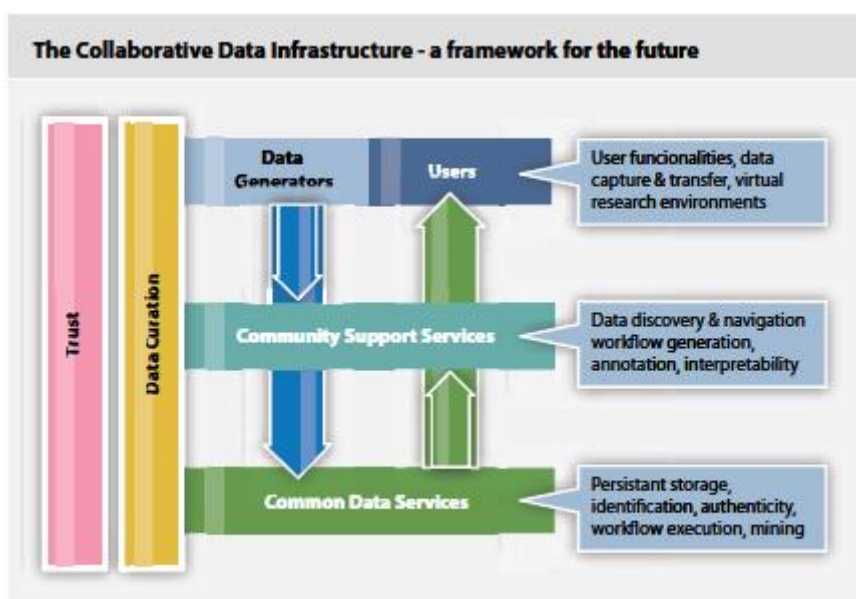 The Collaborative Data Infrastructure - a framework for the future
Trust
Data Curation
Data
Generators
Users
User funcionalities, data
capture & transfer, virtual
research environments
Community Support Services
Data discovery & navigation
workflow generation,
annotation, interpretability
Common Data Services
Persistant storage,
identification, authenticity,
workflow execution, mining